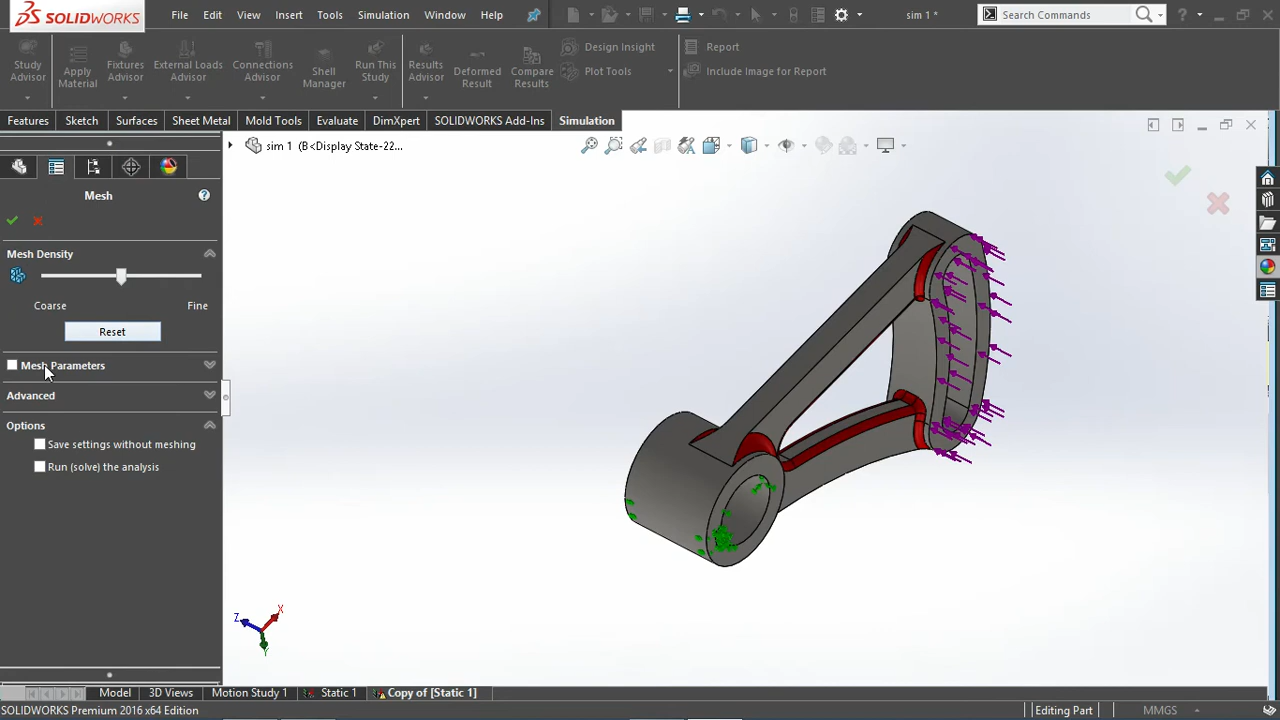 SOLIDWORKS File Edit View Insert Tools Simulation Window Help sim 1 * Search Commands ?
Study Advisor
Apply Material
Fixtures Advisor
External Loads Advisor
Connections Advisor
Shell Manager
Run This Study
Results Advisor
Deformed Result
Compare Results
Design Insight
Plot Tools
Report
Include Image for Report
Features Sketch Surfaces Sheet Metal Mold Tools Evaluate DimXpert SOLIDWORKS Add-Ins Simulation
sim 1 (B<Display State-22...
Mesh ?
Mesh Density
Coarse Fine
Reset
Mesh Parameters
Advanced
Options
Save settings without meshing
Run (solve) the analysis
Z X
Y
Model 3D Views Motion Study 1 Static 1 Copy of [Static 1]
SOLIDWORKS Premium 2016 x64 Edition Editing Part MMGS